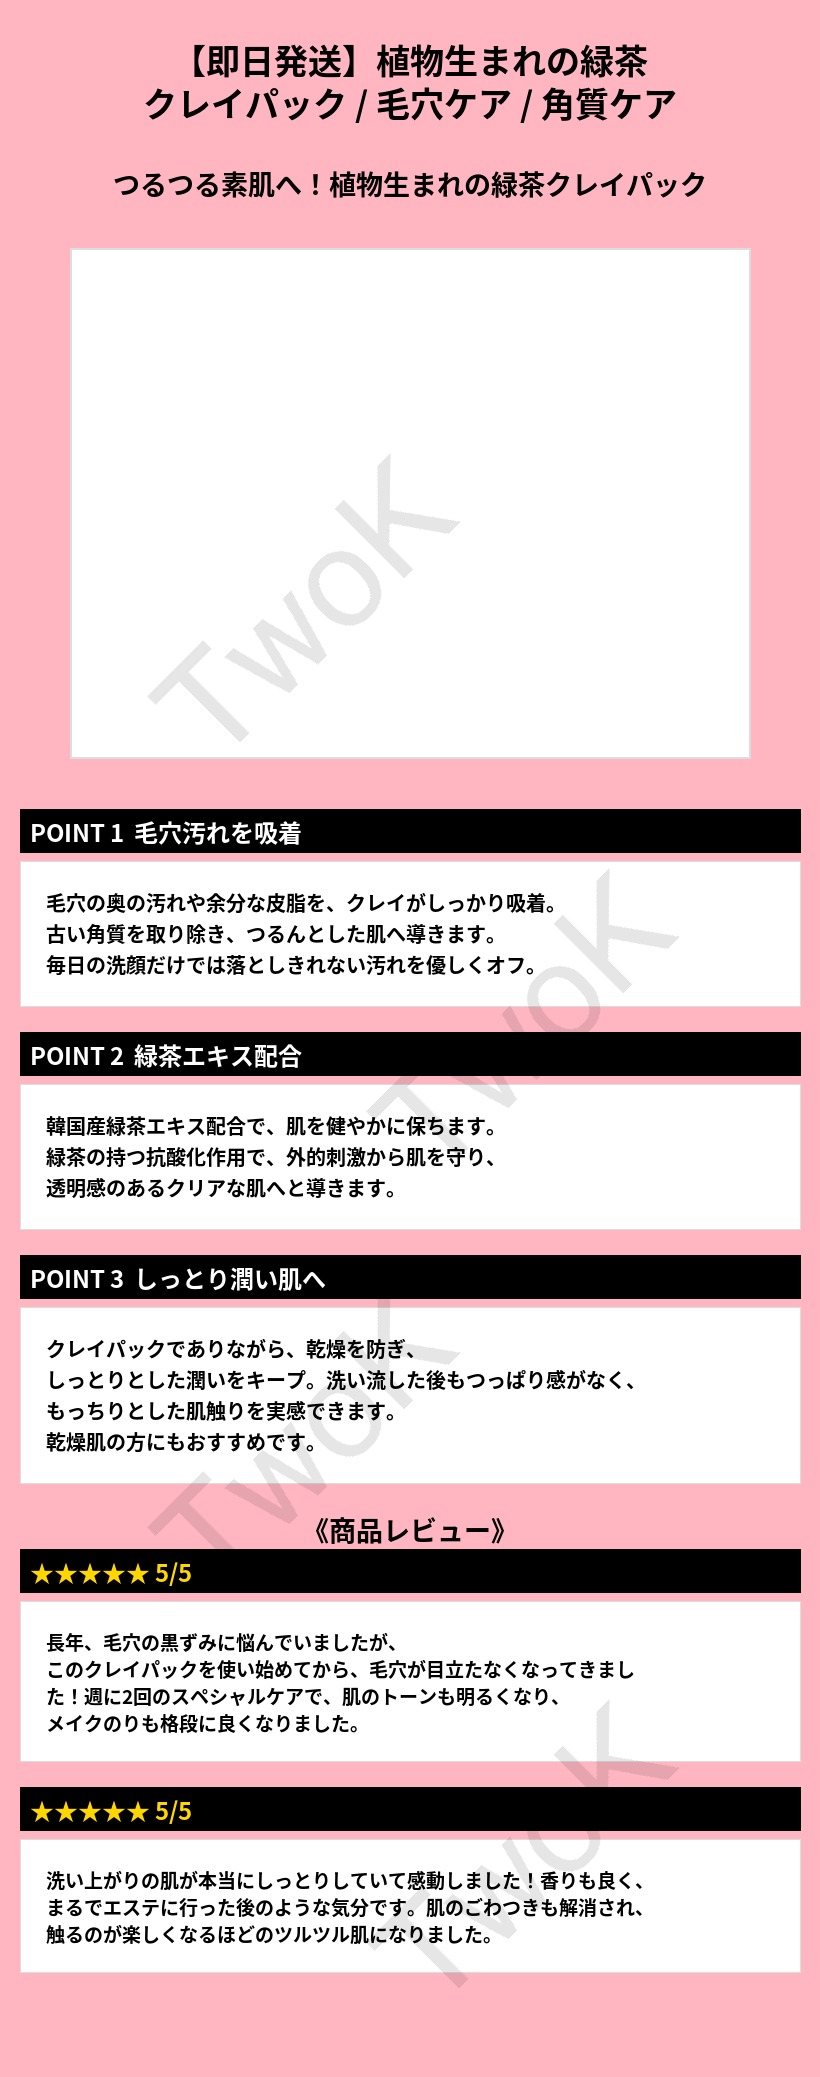 【即日発送】植物生まれの緑茶
クレイパック / 毛穴ケア / 角質ケア
つるつる素肌へ！植物生まれの緑茶クレイパック
TwoK
POINT 1 毛穴汚れを吸着
毛穴の奥の汚れや余分な皮脂を、クレイがしっかり吸着。
古い角質を取り除き、つるんとした肌へ導きます。
毎日の洗顔だけでは落としきれない汚れを優しくオフ。
TwoK
POINT 2 緑茶エキス配合
韓国産緑茶エキス配合で、肌を健やかに保ちます。
緑茶の持つ抗酸化作用で、外的刺激から肌を守り、
透明感のあるクリアな肌へと導きます。
POINT 3 しっとり潤い肌へ
クレイパックでありながら、乾燥を防ぎ、
しっとりとした潤いをキープ。洗い流した後もつっぱり感がなく、
もっちりとした肌触りを実感できます。
乾燥肌の方にもおすすめです。
TwoK
《商品レビュー》
★★★★★ 5/5
長年、毛穴の黒ずみに悩んでいましたが、
このクレイパックを使い始めてから、毛穴が目立たなくなってきまし
た！週に2回のスペシャルケアで、肌のトーンも明るくなり、
メイクのりも格段に良くなりました。
TwoK
★★★★★ 5/5
洗い上がりの肌が本当にしっとりしていて感動しました！香りも良く、
まるでエステに行った後のような気分です。肌のごわつきも解消され、
触るのが楽しくなるほどのツルツル肌になりました。